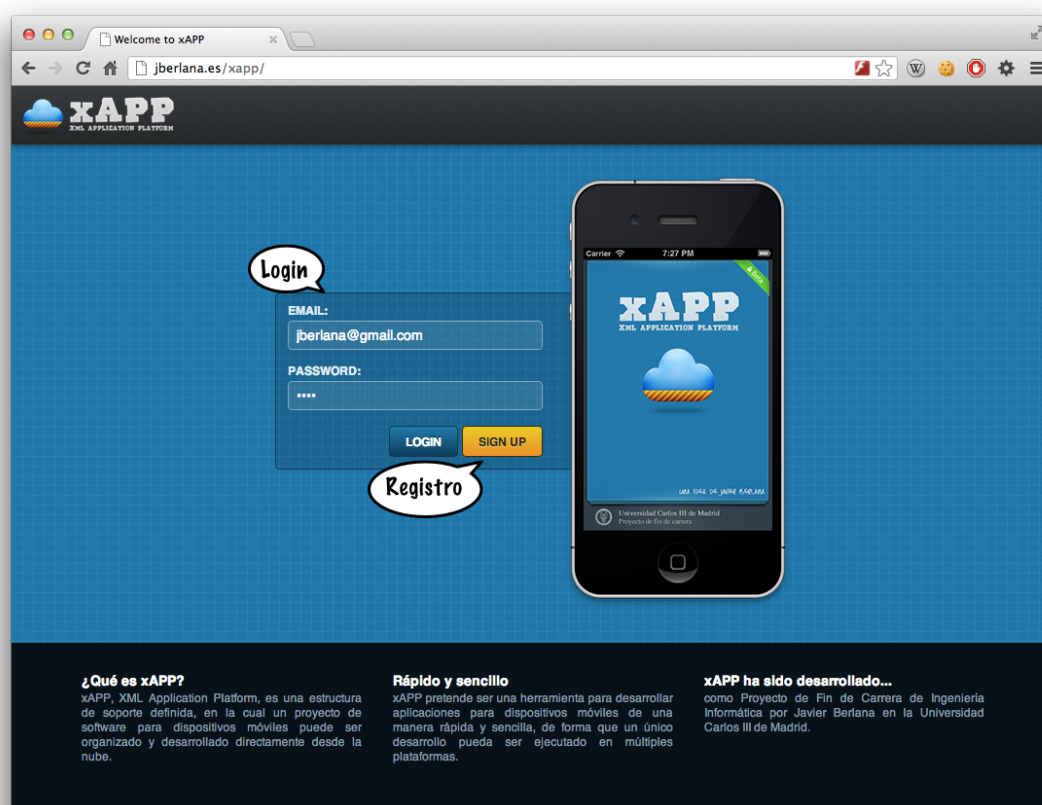 Welcome to xAPP
jberlana.es/xapp/
xAPP
XML APPLICATION PLATFORM
Login
EMAIL:
jberlana@gmail.com
PASSWORD:
••••
LOGIN
SIGN UP
Registro
Carrier
7:27 PM
Beta
xAPP
XML APPLICATION PLATFORM
UNA IDEA DE JAVIER BERLANA
Universidad Carlos III de Madrid
Proyecto de fin de carrera
¿Qué es xAPP?
xAPP, XML Application Platform, es una estructura
de soporte definida, en la cual un proyecto de
software para dispositivos móviles puede ser
organizado y desarrollado directamente desde la
nube.
Rápido y sencillo
xAPP pretende ser una herramienta para desarrollar
aplicaciones para dispositivos móviles de una
manera rápida y sencilla, de forma que un único
desarrollo pueda ser ejecutado en múltiples
plataformas.
xAPP ha sido desarrollado...
como Proyecto de Fin de Carrera de Ingeniería
Informática por Javier Berlana en la Universidad
Carlos III de Madrid.